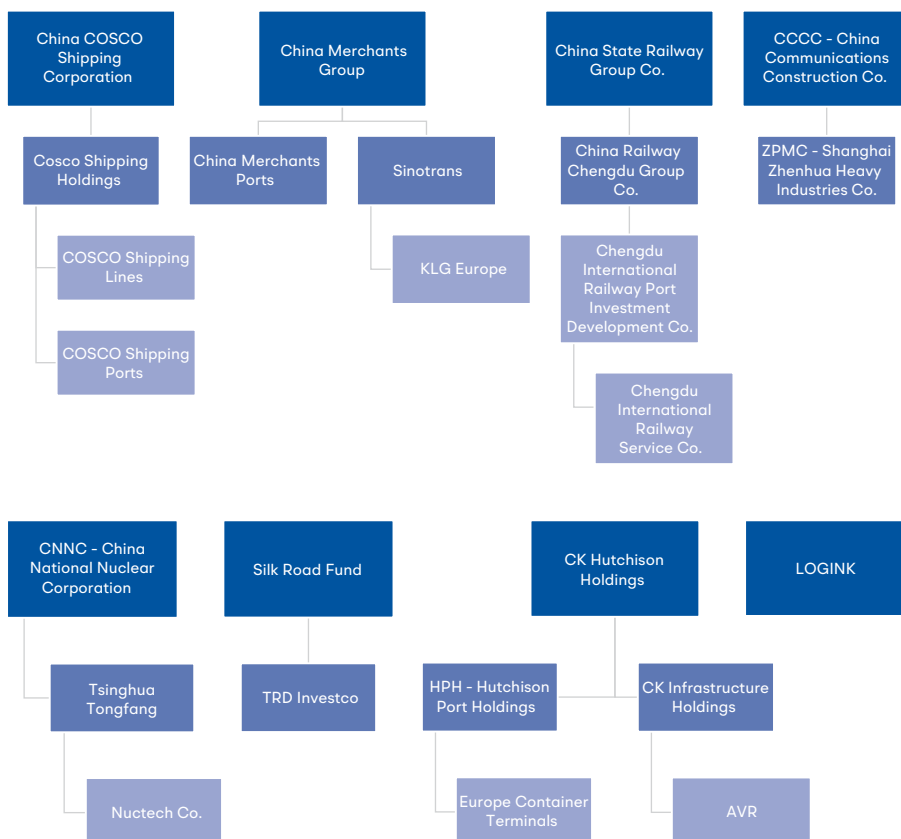 China COSCO
Shipping
Corporation
China Merchants
Group
China State Railway
Group Co.
CCCC - China
Communications
Construction Co.
Cosco Shipping
Holdings
China Merchants
Ports
Sinotrans
China Railway
Chengdu Group
Co.
ZPMC - Shanghai
Zhenhua Heavy
Industries Co.
COSCO Shipping
Lines
KLG Europe
Chengdu
International
Railway Port
Investment
Development Co.
COSCO Shipping
Ports
Chengdu
International
Railway
Service Co.
CNNC - China
National Nuclear
Corporation
Silk Road Fund
CK Hutchison
Holdings
LOGINK
Tsinghua
Tongfang
TRD Investco
HPH - Hutchison
Port Holdings
CK Infrastructure
Holdings
Nuctech Co.
Europe Container
Terminals
AVR